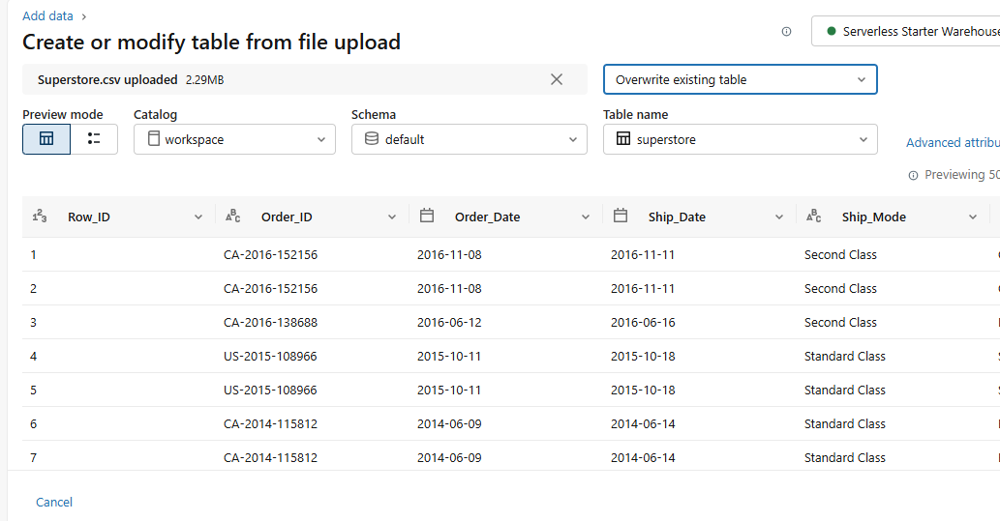 Add data
Create or modify table from file upload
Serverless Starter Warehouse
Superstore.csv uploaded 2.29MB
Overwrite existing table
Preview mode Catalog Schema Table name
workspace default superstore
Advanced attribu
Previewing 50
Row_ID Order_ID Order_Date Ship_Date Ship_Mode
1 CA-2016-152156 2016-11-08 2016-11-11 Second Class
2 CA-2016-152156 2016-11-08 2016-11-11 Second Class
3 CA-2016-138688 2016-06-12 2016-06-16 Second Class
4 US-2015-108966 2015-10-11 2015-10-18 Standard Class
5 US-2015-108966 2015-10-11 2015-10-18 Standard Class
6 CA-2014-115812 2014-06-09 2014-06-14 Standard Class
7 CA-2014-115812 2014-06-09 2014-06-14 Standard Class
Cancel